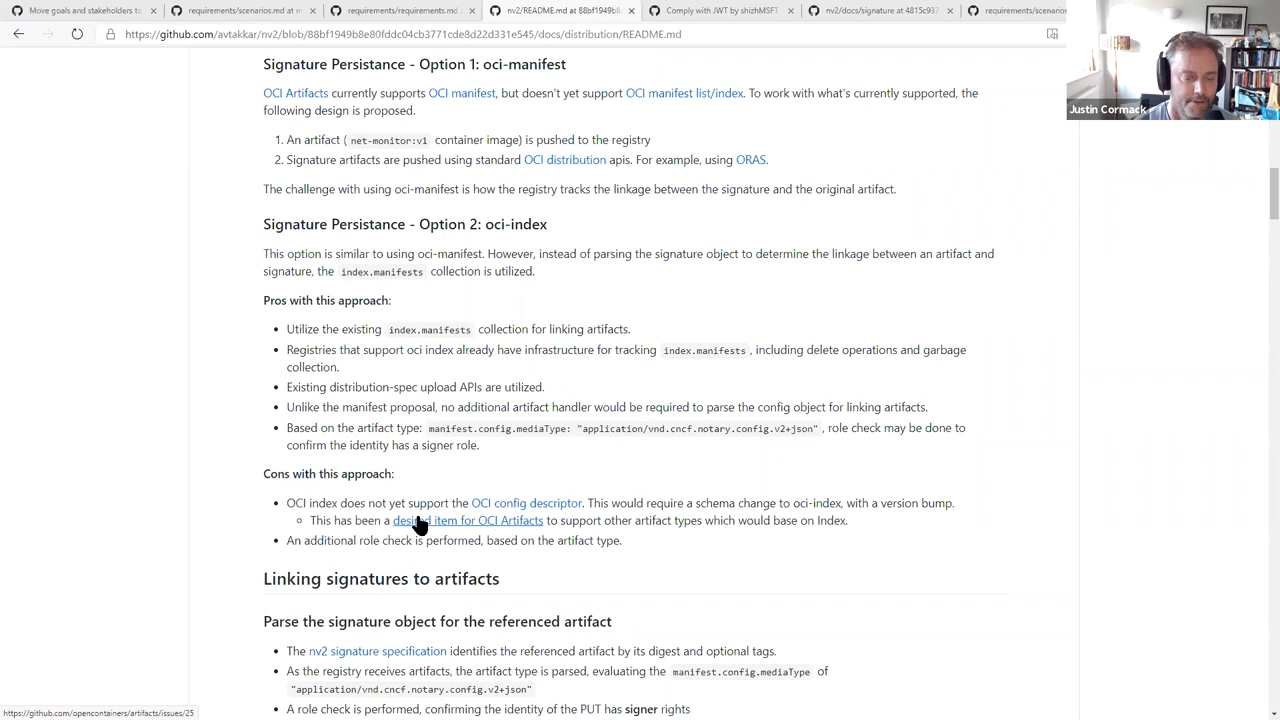 Move goals and stakeholders to
requirements/scenarios.md at m
requirements/requirements.md
nv2/README.md at 88bf1949b8
Comply with JWT by shizhMSFT
nv2/docs/signature at 4815c937
requirements/scenarios
https://github.com/avtakkar/nv2/blob/88bf1949b8e80fddc04cb3771cde8d22d331e545/docs/distribution/README.md
Justin Cormack
Signature Persistance - Option 1: oci-manifest
OCI Artifacts currently supports OCI manifest, but doesn't yet support OCI manifest list/index. To work with what's currently supported, the
following design is proposed.
1. An artifact ( net-monitor:v1 container image) is pushed to the registry
2. Signature artifacts are pushed using standard OCI distribution apis. For example, using ORAS.
The challenge with using oci-manifest is how the registry tracks the linkage between the signature and the original artifact.
Signature Persistance - Option 2: oci-index
This option is similar to using oci-manifest. However, instead of parsing the signature object to determine the linkage between an artifact and
signature, the index.manifests collection is utilized.
Pros with this approach:
• Utilize the existing index.manifests collection for linking artifacts.
• Registries that support oci index already have infrastructure for tracking index.manifests , including delete operations and garbage
collection.
• Existing distribution-spec upload APIs are utilized.
• Unlike the manifest proposal, no additional artifact handler would be required to parse the config object for linking artifacts.
• Based on the artifact type: manifest.config.mediaType: "application/vnd.cncf.notary.config.v2+json" , role check may be done to
confirm the identity has a signer role.
Cons with this approach:
• OCI index does not yet support the OCI config descriptor. This would require a schema change to oci-index, with a version bump.
◦ This has been a desired item for OCI Artifacts to support other artifact types which would base on Index.
• An additional role check is performed, based on the artifact type.
Linking signatures to artifacts
Parse the signature object for the referenced artifact
• The nv2 signature specification identifies the referenced artifact by its digest and optional tags.
• As the registry receives artifacts, the artifact type is parsed, evaluating the manifest.config.mediaType of
"application/vnd.cncf.notary.config.v2+json"
• A role check is performed, confirming the identity of the PUT has signer rights
https://github.com/opencontainers/artifacts/issues/25